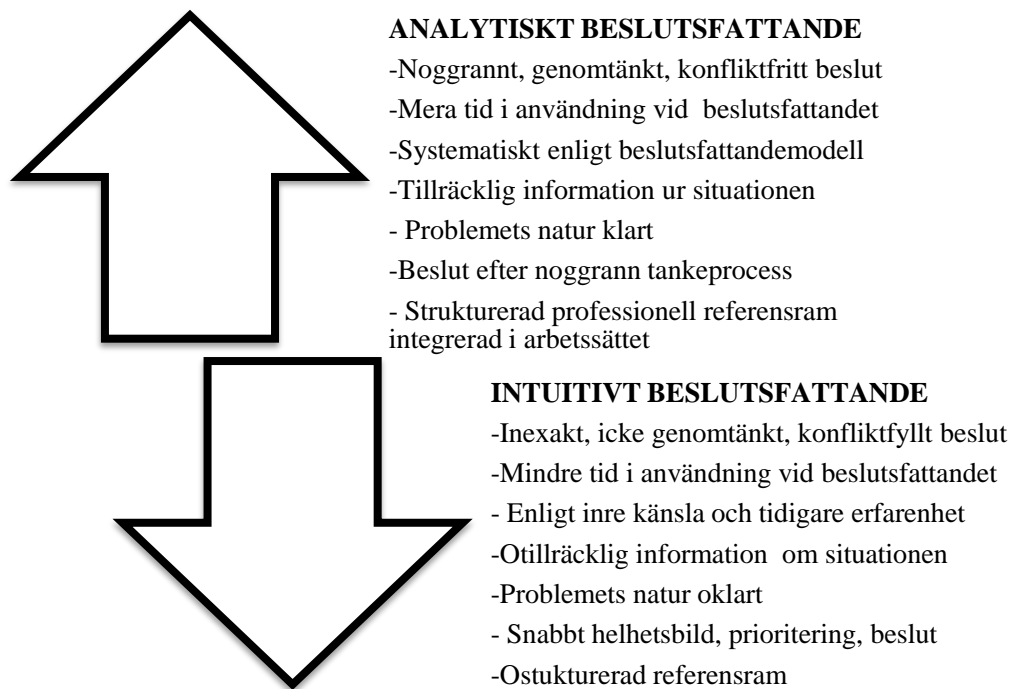 ANALYTISKT BESLUTSFATTANDE
-Noggrannt, genomtänkt, konfliktfritt beslut
-Mera tid i användning vid  beslutsfattandet
-Systematiskt enligt beslutsfattandemodell
-Tillräcklig information ur situationen
- Problemets natur klart
-Beslut efter noggrann tankeprocess
- Strukturerad professionell referensram
integrerad i arbetssättet
INTUITIVT BESLUTSFATTANDE
-Inexakt, icke genomtänkt, konfliktfyllt beslut
-Mindre tid i användning vid beslutsfattandet
- Enligt inre känsla och tidigare erfarenhet
-Otillräcklig information  om situationen
-Problemets natur oklart
- Snabbt helhetsbild, prioritering, beslut
-Ostukturerad referensram